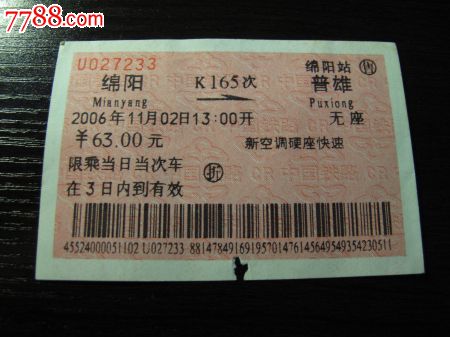 7788.com
U027233
绵阳站 售
绵阳 K165次 普雄
Mianyang Puxiong
2006年11月02日13:00开 无座
¥63.00元 新空调硬座快速
限乘当日当次车 折
在3日内到有效
45524000051102 U027233 88147849169195701476145649549354230511